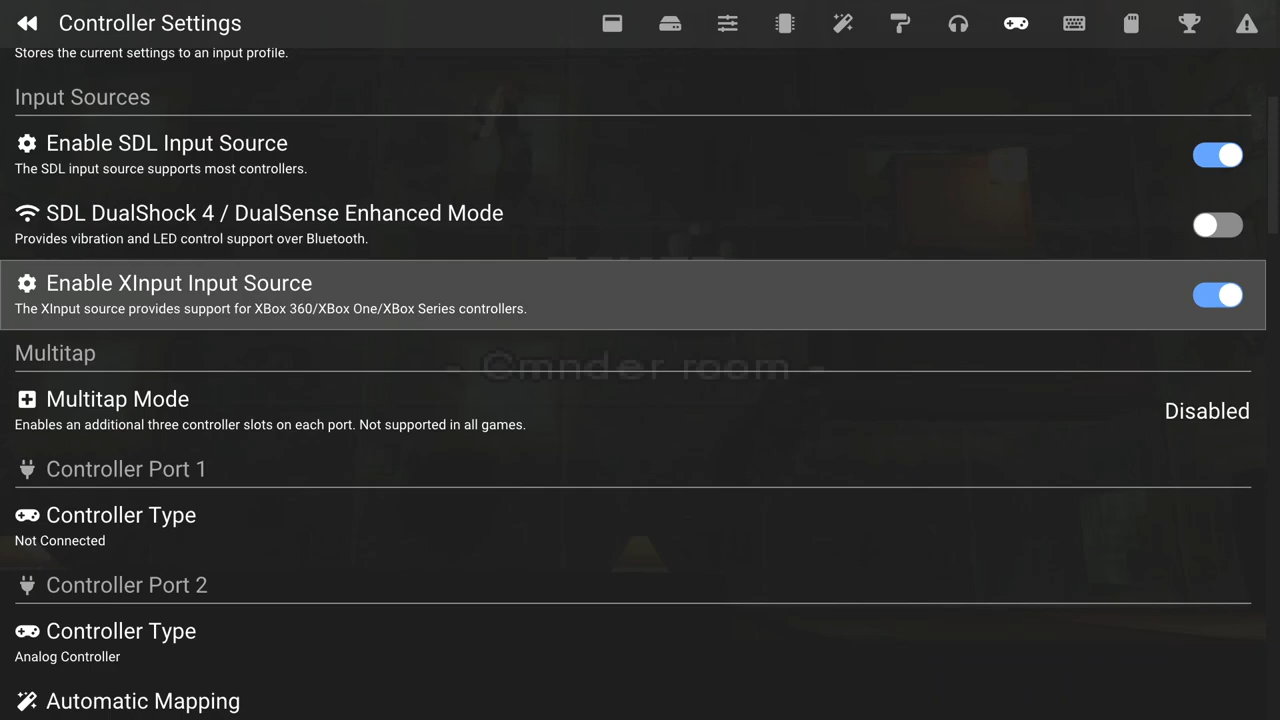 Controller Settings
Stores the current settings to an input profile.
Input Sources
Enable SDL Input Source
The SDL input source supports most controllers.
SDL DualShock 4 / DualSense Enhanced Mode
Provides vibration and LED control support over Bluetooth.
Enable XInput Input Source
The XInput source provides support for XBox 360/XBox One/XBox Series controllers.
Multitap
- Cmnder room -
Multitap Mode
Disabled
Enables an additional three controller slots on each port. Not supported in all games.
Controller Port 1
Controller Type
Not Connected
Controller Port 2
Controller Type
Analog Controller
Automatic Mapping